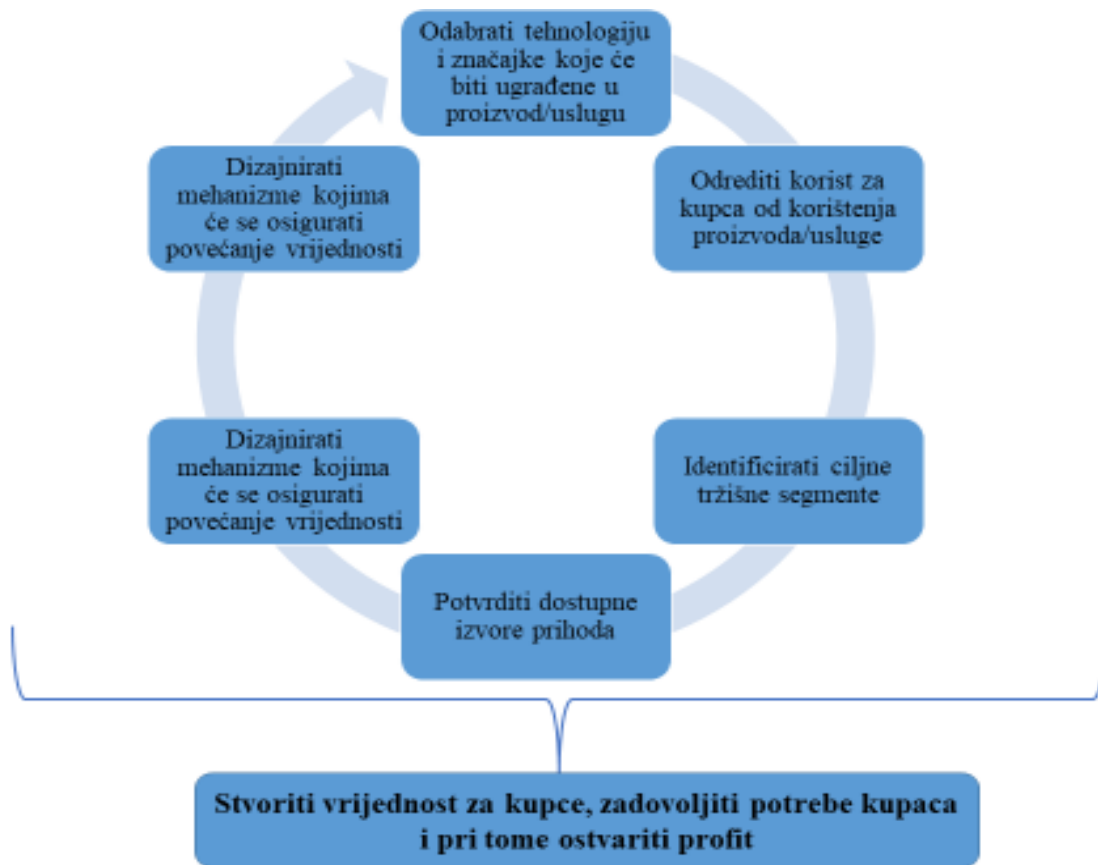 Odabrati tehnologiju
i značajke koje će
biti ugrađene u
proizvod/uslugu
Odrediti korist za
kupca od korištenja
proizvoda/usluge
Identificirati ciljne
tržišne segmente
Potvrditi dostupne
izvore prihoda
Dizajnirati
mehanizme kojima
će se osigurati
povećanje vrijednosti
Dizajnirati
mehanizme kojima
će se osigurati
povećanje vrijednosti
Stvoriti vrijednost za kupce, zadovoljiti potrebe kupaca
i pri tome ostvariti profit